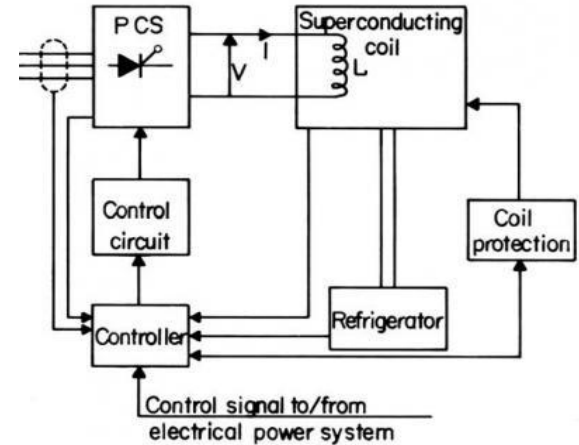 PCS
Superconducting
coil
I
V
L
Control
circuit
Coil
protection
Refrigerator
Controller
Control signal to/from
electrical power system